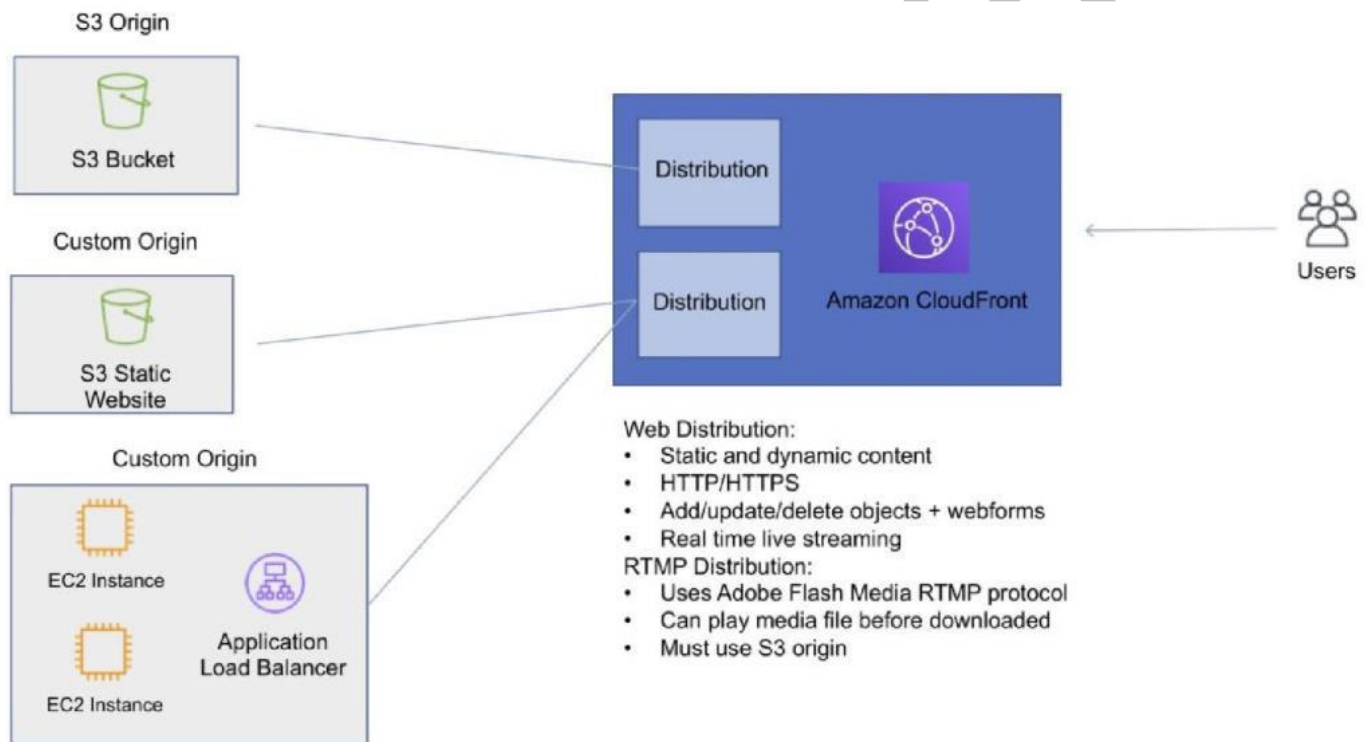 S3 Origin
S3 Bucket
Custom Origin
S3 Static
Website
Custom Origin
EC2 Instance
EC2 Instance
Application
Load Balancer
Distribution
Distribution
Amazon CloudFront
Users
Web Distribution:
• Static and dynamic content
• HTTP/HTTPS
• Add/update/delete objects + webforms
• Real time live streaming
RTMP Distribution:
• Uses Adobe Flash Media RTMP protocol
• Can play media file before downloaded
• Must use S3 origin